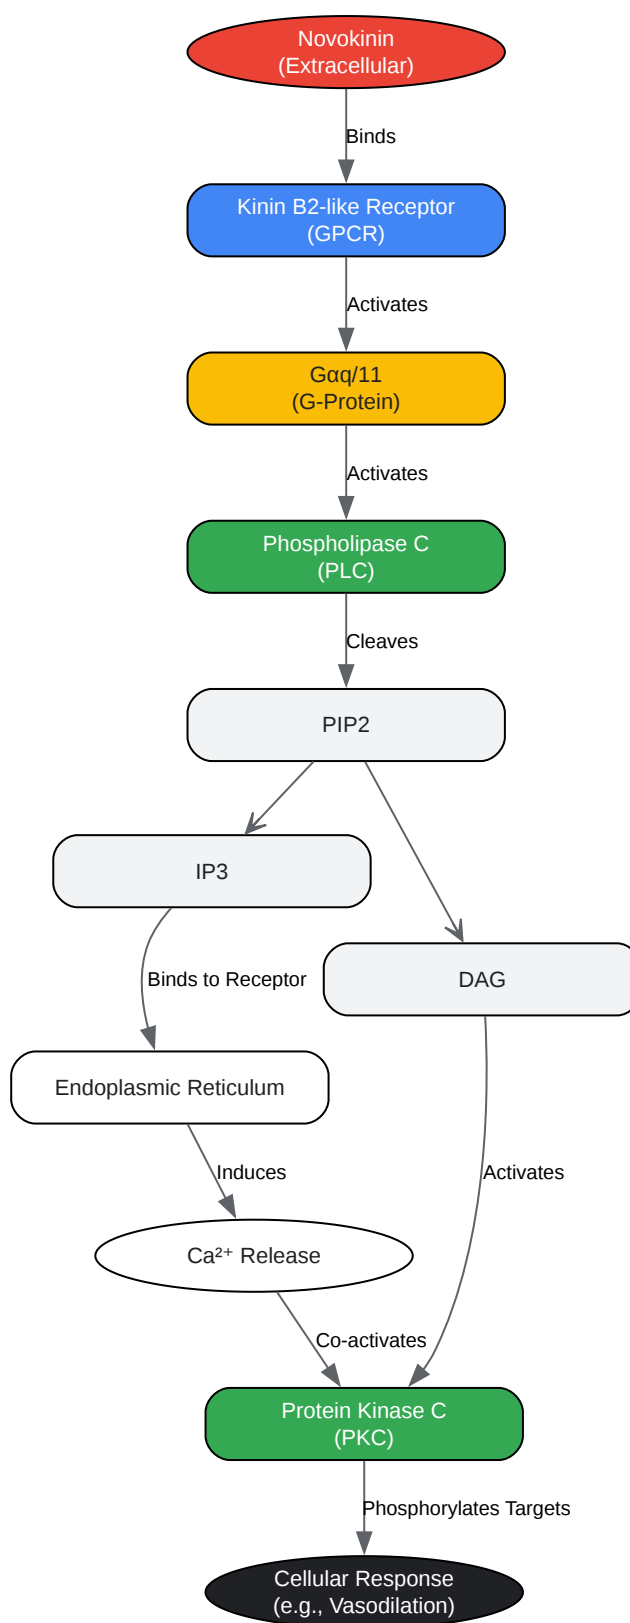 Novokinin
(Extracellular)
Binds
Kinin B2-like Receptor
(GPCR)
Activates
Gαq/11
(G-Protein)
Activates
Phospholipase C
(PLC)
Cleaves
PIP2
IP3
DAG
Binds to Receptor
Endoplasmic Reticulum
Induces
Activates
Ca²⁺ Release
Co-activates
Protein Kinase C
(PKC)
Phosphorylates Targets
Cellular Response
(e.g., Vasodilation)